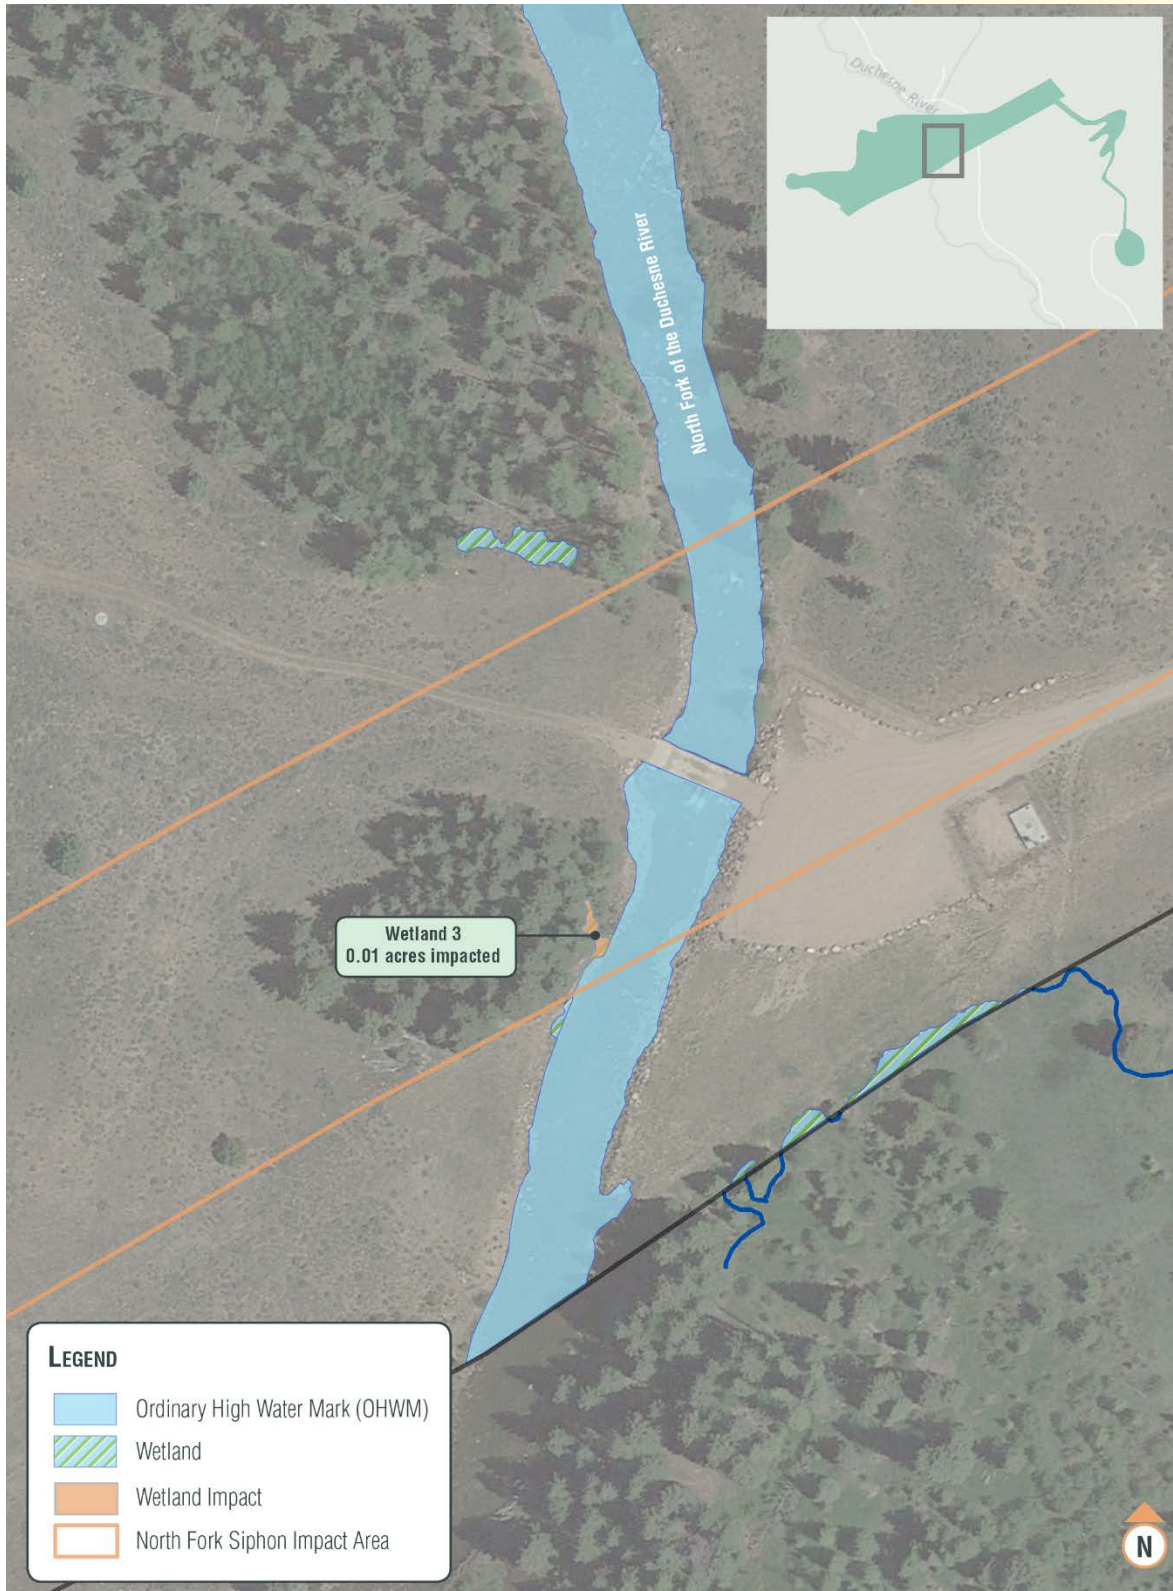 Duchesne River
North Fork of the Duchesne River
Wetland 3
0.01 acres impacted
LEGEND
Ordinary High Water Mark (OHWM)
Wetland
Wetland Impact
North Fork Siphon Impact Area
N